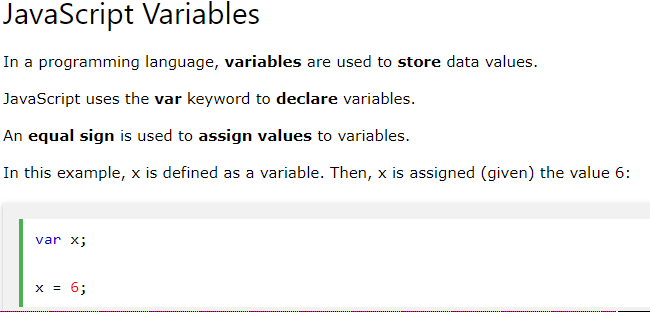 JavaScript Variables
In a programming language, variables are used to store data values.
JavaScript uses the var keyword to declare variables.
An equal sign is used to assign values to variables.
In this example, x is defined as a variable. Then, x is assigned (given) the value 6:
var x;
x = 6;